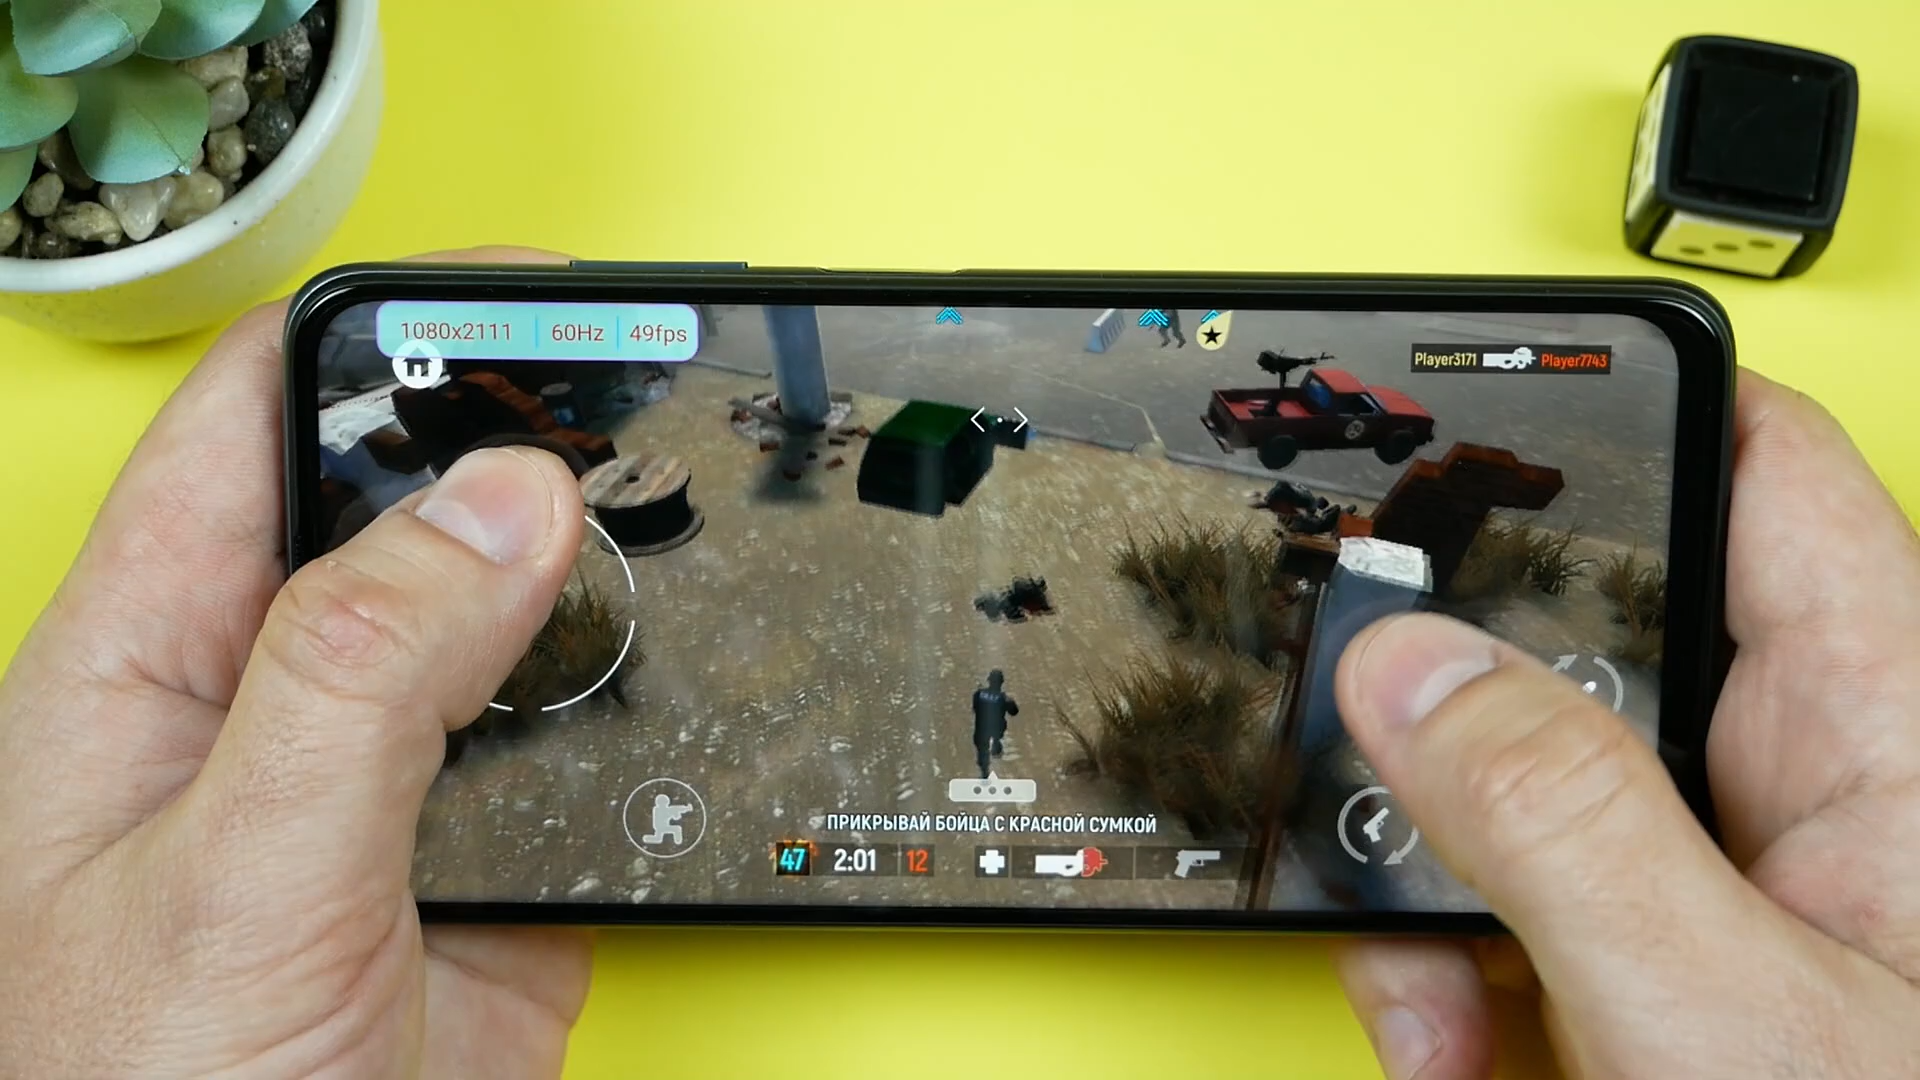 1080x2111 60Hz 49fps
Player3171 Player7743
ПРИКРЫВАЙ БОЙЦА С КРАСНОЙ СУМКОЙ
47 2:01 12